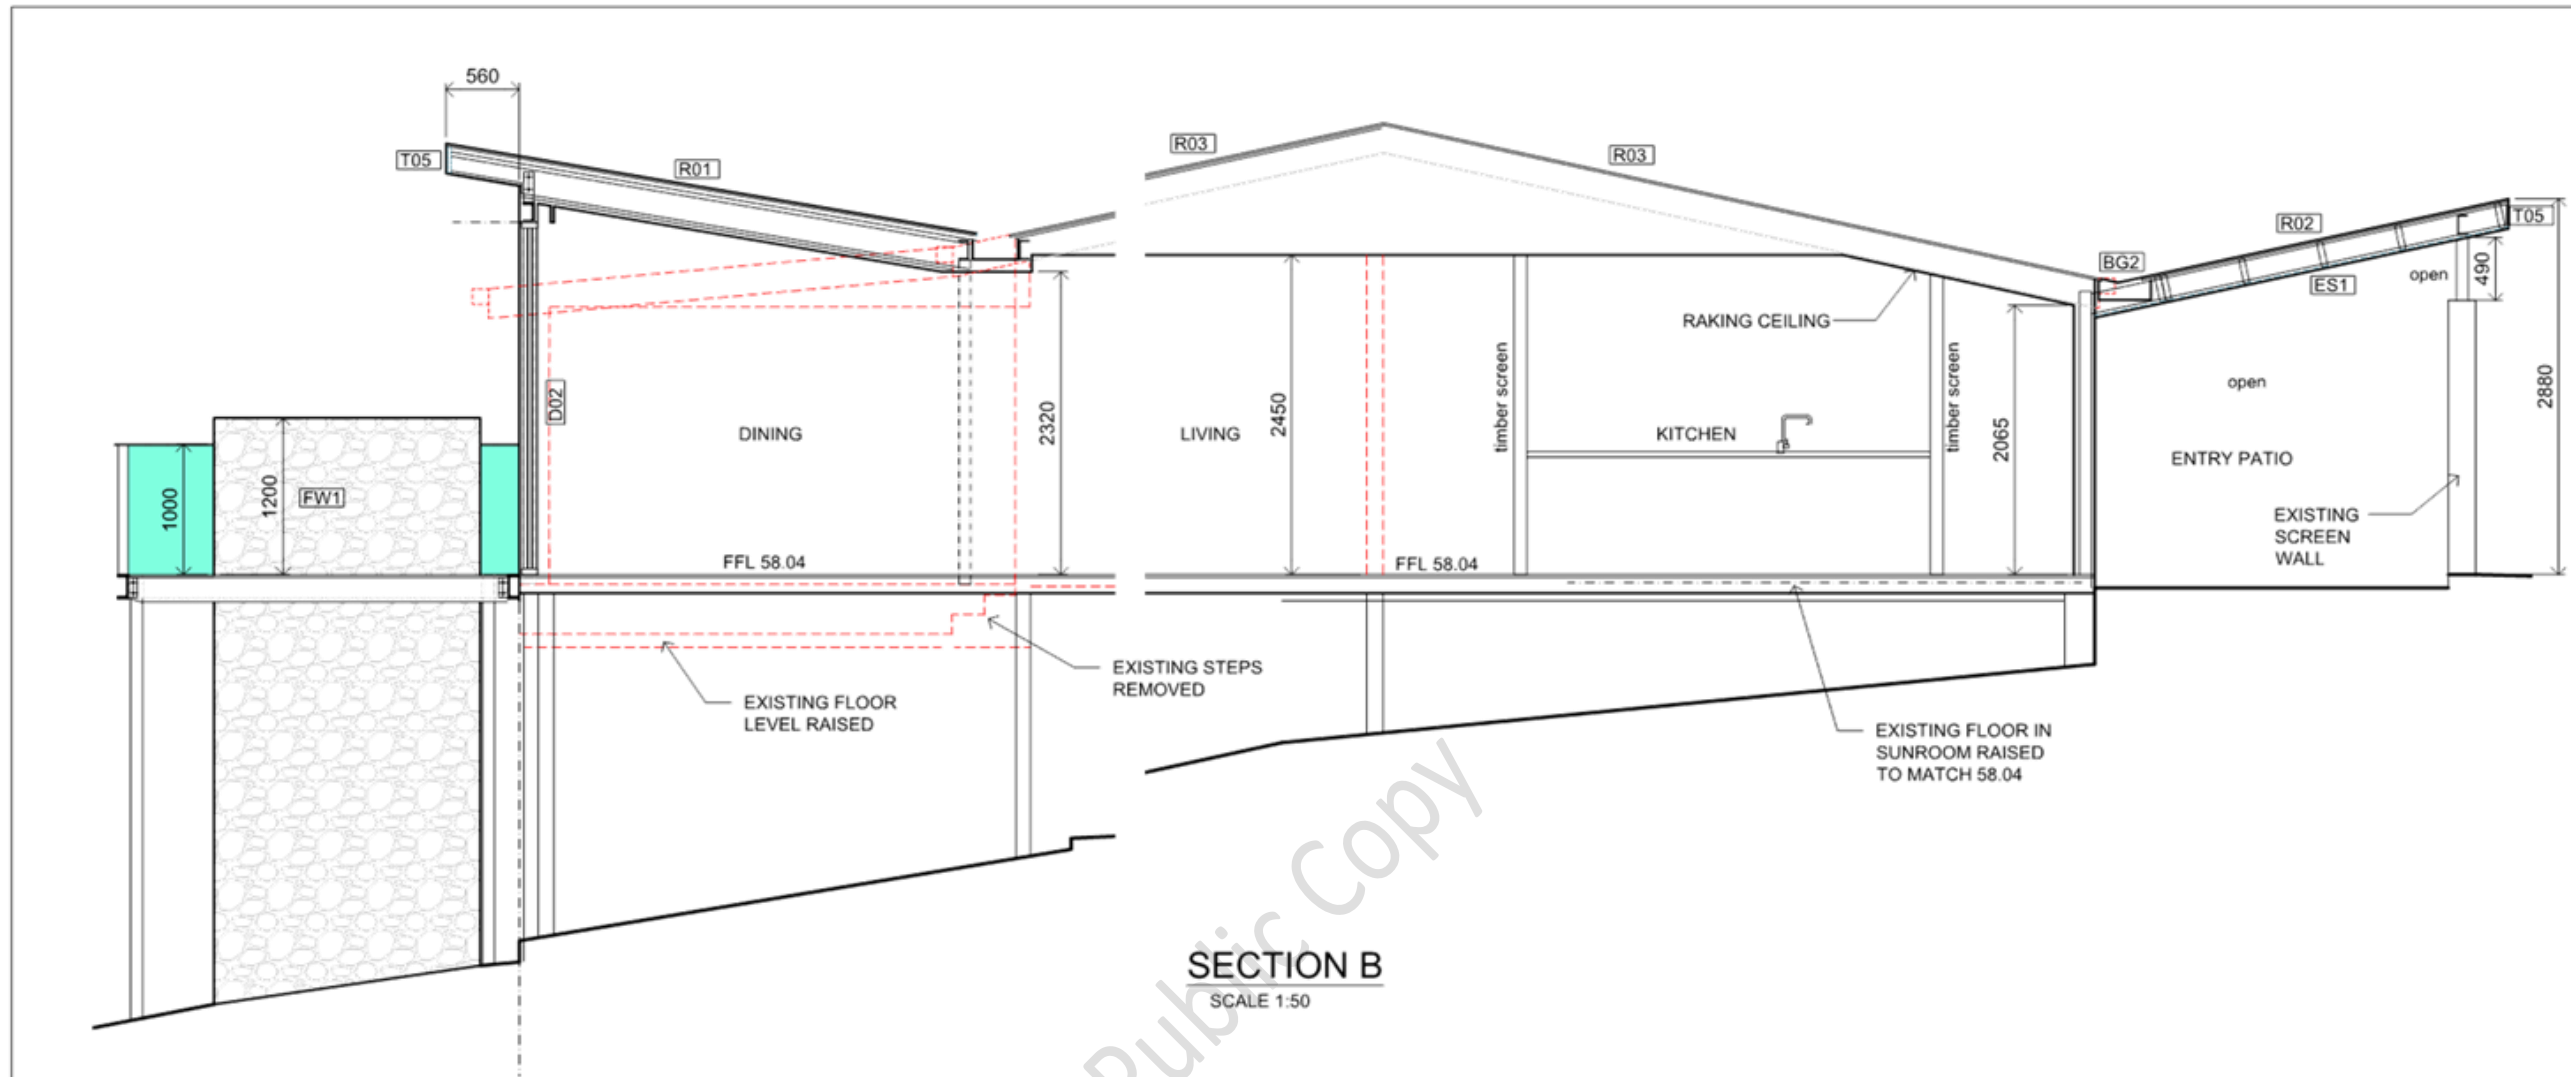 560
T05
R01
R03
R03
R02
T05
BG2
ES1
open
490
RAKING CEILING
2880
D02
timber screen
timber screen
open
DINING
2320
LIVING
2450
KITCHEN
2065
ENTRY PATIO
1000
1200
FW1
EXISTING
SCREEN
WALL
FFL 58.04
FFL 58.04
EXISTING STEPS
REMOVED
EXISTING FLOOR
LEVEL RAISED
EXISTING FLOOR IN
SUNROOM RAISED
TO MATCH 58.04
SECTION B
SCALE 1:50
Public Copy